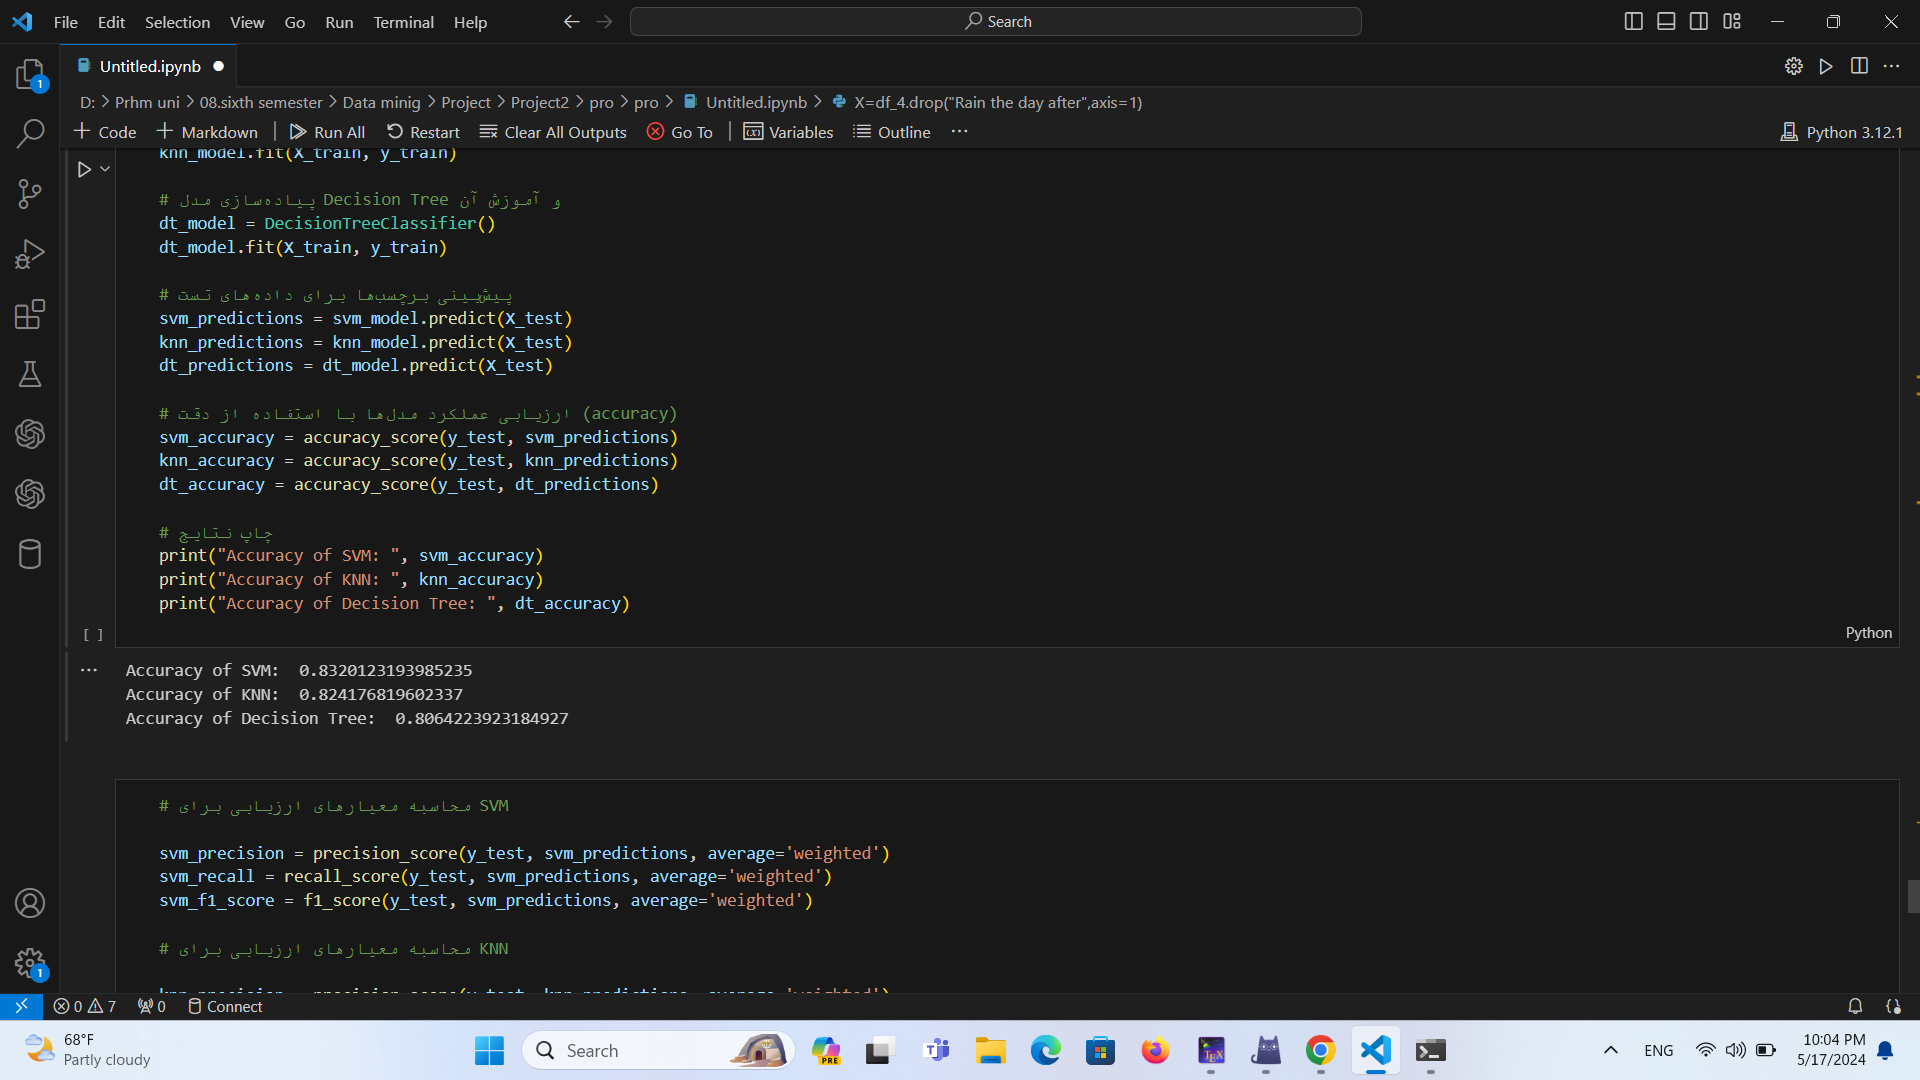 File Edit Selection View Go Run Terminal Help Search
Untitled.ipynb
D: > Prhm uni > 08.sixth semester > Data minig > Project > Project2 > pro > pro > Untitled.ipynb > X=df_4.drop("Rain the day after",axis=1)
+ Code + Markdown | Run All Restart Clear All Outputs Go To | Variables Outline ... Python 3.12.1
knn_model.fit(X_train, y_train)
# پیاده‌سازی مدل Decision Tree و آموزش آن
dt_model = DecisionTreeClassifier()
dt_model.fit(X_train, y_train)
# پیش‌بینی برچسب‌ها برای داده‌های تست
svm_predictions = svm_model.predict(X_test)
knn_predictions = knn_model.predict(X_test)
dt_predictions = dt_model.predict(X_test)
# ارزیابی عملکرد مدل‌ها با استفاده از دقت (accuracy)
svm_accuracy = accuracy_score(y_test, svm_predictions)
knn_accuracy = accuracy_score(y_test, knn_predictions)
dt_accuracy = accuracy_score(y_test, dt_predictions)
# چاپ نتایج
print("Accuracy of SVM: ", svm_accuracy)
print("Accuracy of KNN: ", knn_accuracy)
print("Accuracy of Decision Tree: ", dt_accuracy)
[ ] Python
Accuracy of SVM:  0.8320123193985235
Accuracy of KNN:  0.824176819602337
Accuracy of Decision Tree:  0.8064223923184927
# محاسبه معیارهای ارزیابی برای SVM
svm_precision = precision_score(y_test, svm_predictions, average='weighted')
svm_recall = recall_score(y_test, svm_predictions, average='weighted')
svm_f1_score = f1_score(y_test, svm_predictions, average='weighted')
# محاسبه معیارهای ارزیابی برای KNN
knn_precision = precision_score(y_test, knn_predictions, average='weighted')
0 7 0 Connect
68°F
Partly cloudy
Search
PRE
ENG
10:04 PM
5/17/2024